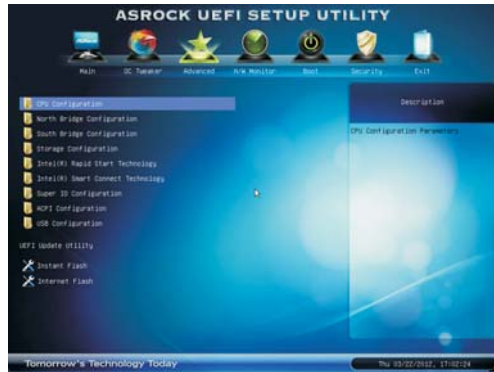 ASROCK UEFI SETUP UTILITY
Main OC Tweaker Advanced H/W Monitor Boot Security Exit
CPU Configuration
North Bridge Configuration
South Bridge Configuration
Storage Configuration
Intel(R) Rapid Start Technology
Intel(R) Smart Connect Technology
Super IO Configuration
ACPI Configuration
USB Configuration
UEFI Update Utility
Instant Flash
Internet Flash
Description
CPU Configuration Parameters
Tomorrow's Technology Today
Thu 03/22/2012, 17:02:24